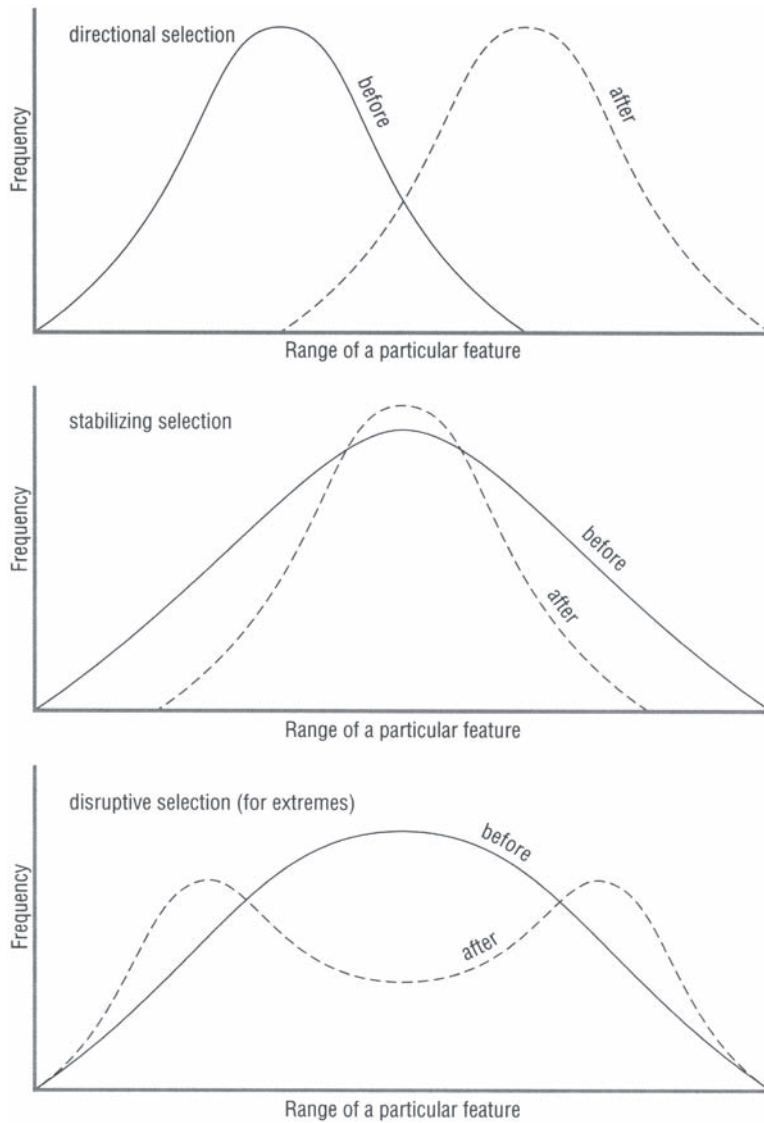 directional selection
before
after
Frequency
Range of a particular feature
stabilizing selection
before
after
Frequency
Range of a particular feature
disruptive selection (for extremes)
before
after
Frequency
Range of a particular feature